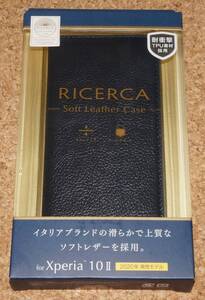 耐衝撃
TPU素材
採用
RICERCA
Soft Leather Case
イタリアブランドの滑らかで上質な
ソフトレザーを採用。
for Xperia™ 10 II
2020年 発売モデル